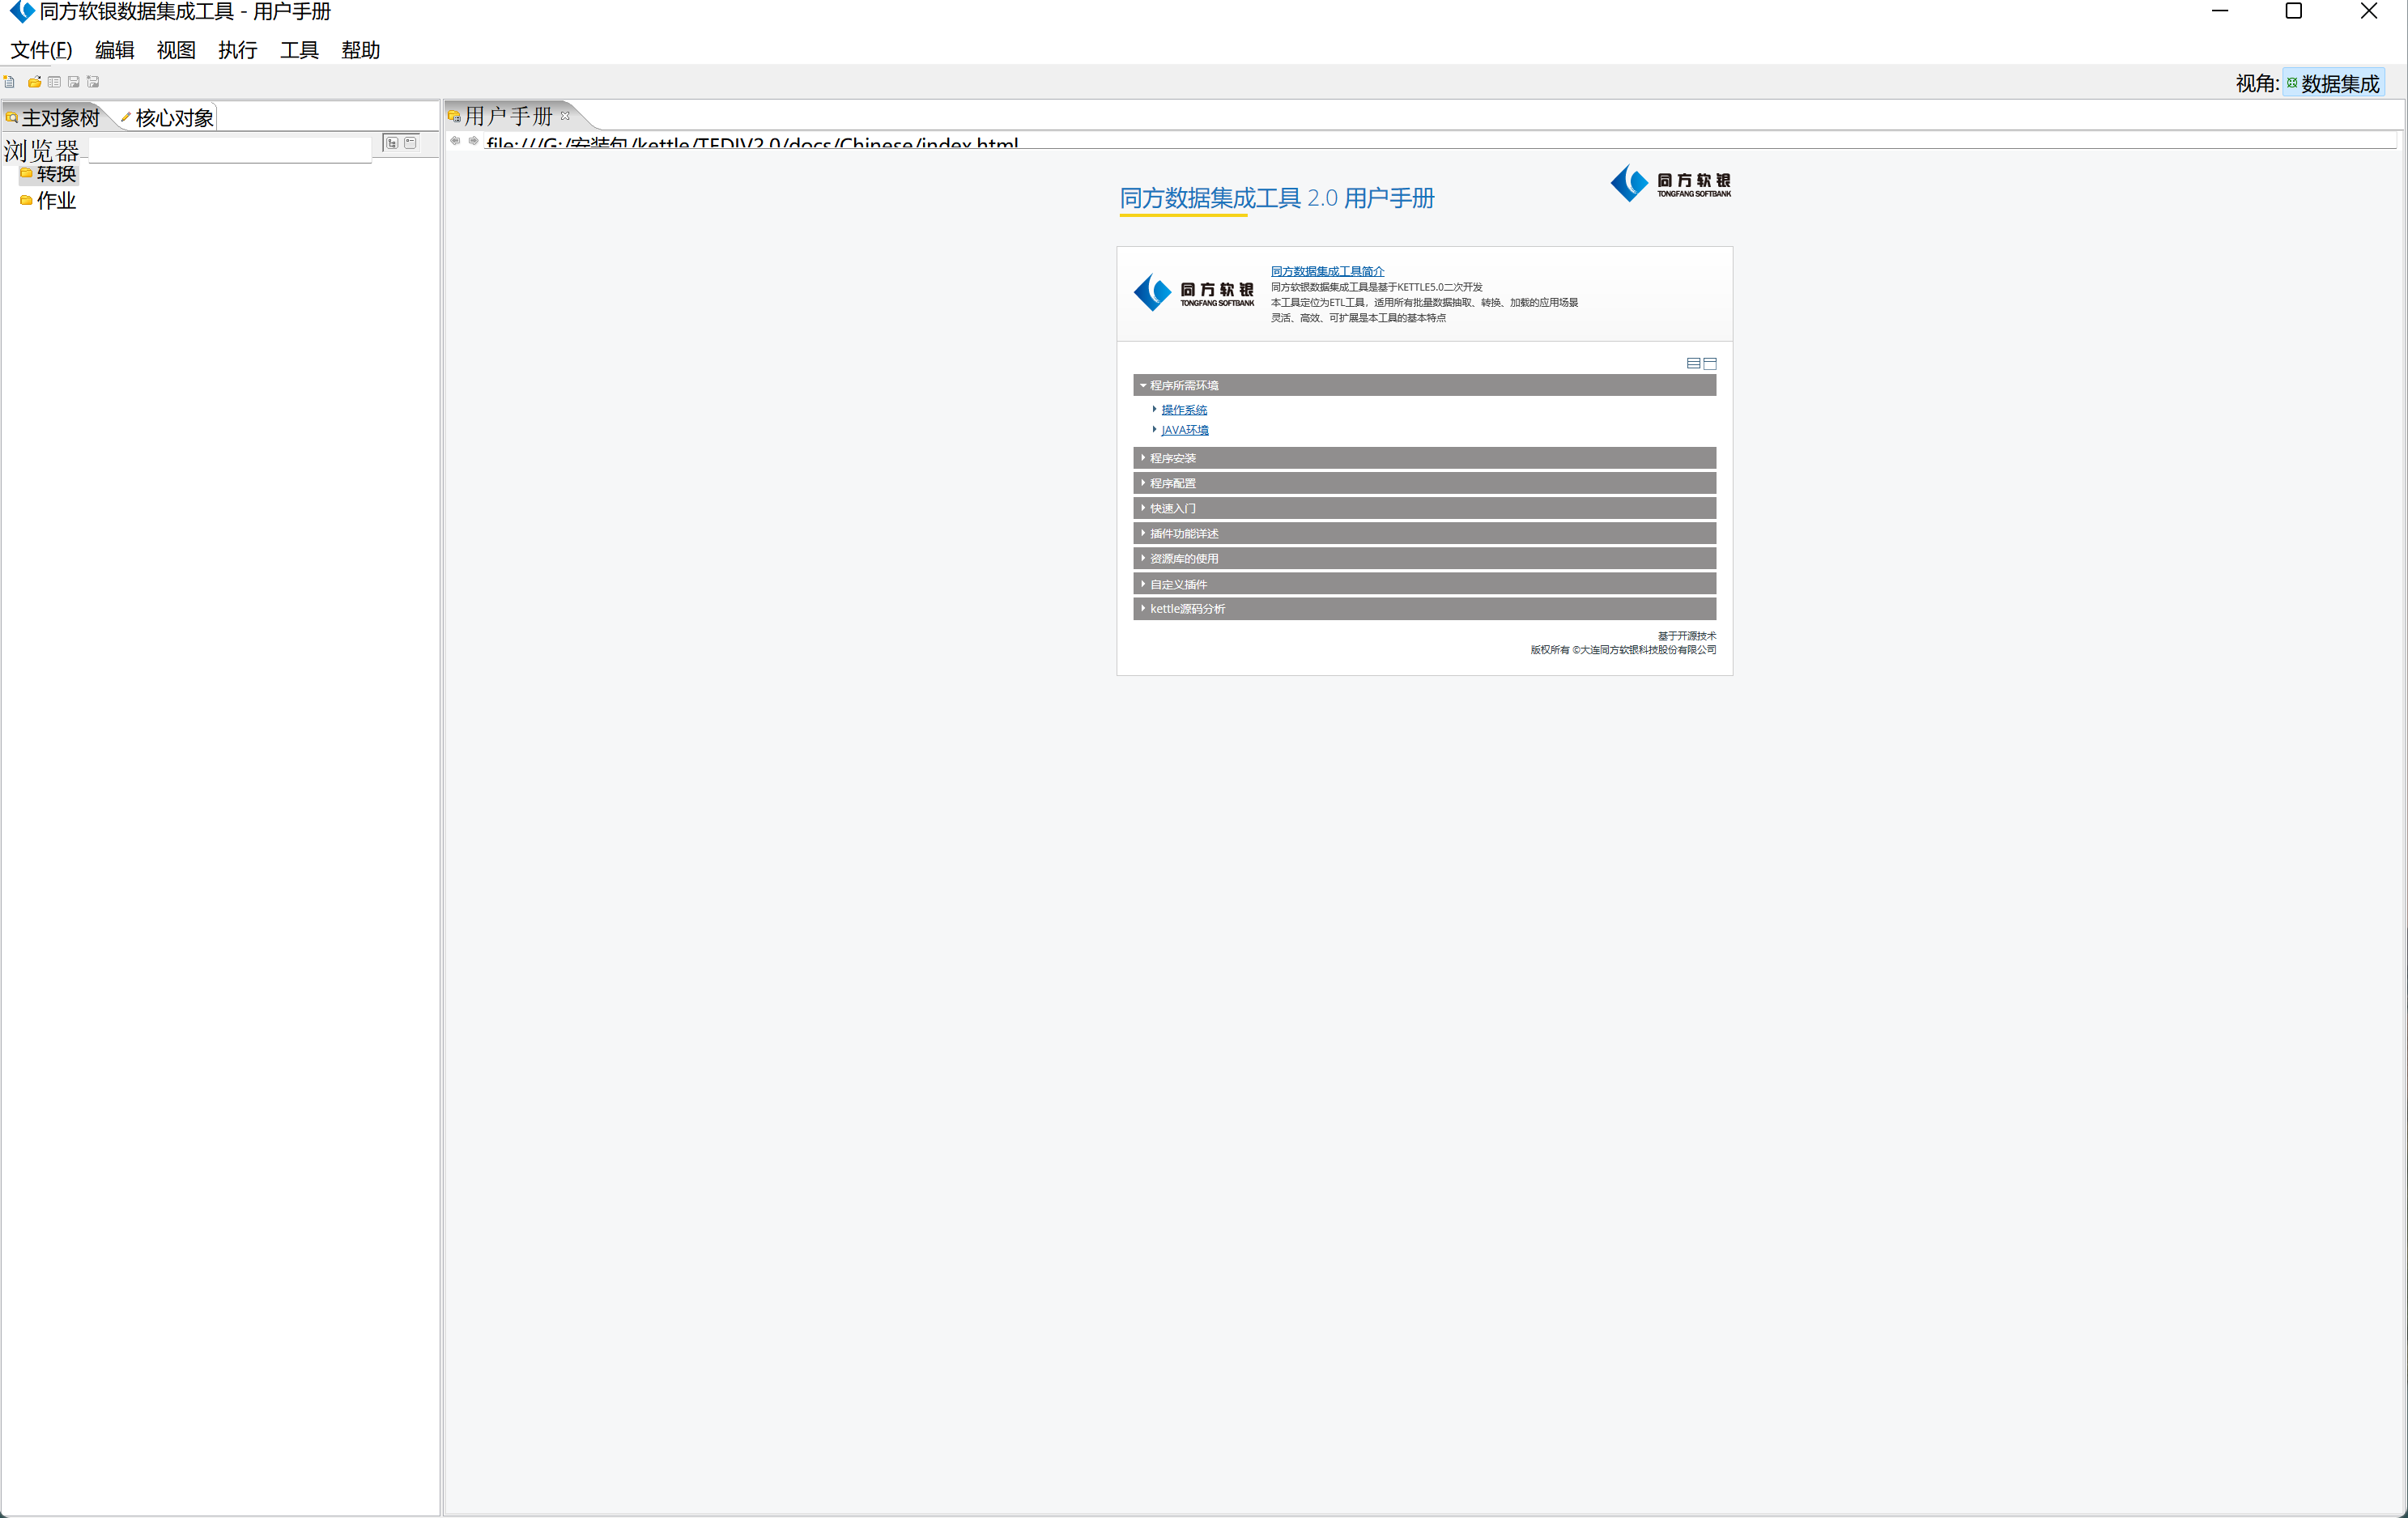 同方软银数据集成工具 - 用户手册
文件(F) 编辑 视图 执行 工具 帮助
视角: 数据集成
主对象树 核心对象
浏览器
转换
作业
用户手册
file:///G:/安装包/kettle/TEDIV2.0/docs/Chinese/index.html
同方数据集成工具 2.0 用户手册
同方软银
TONGFANG SOFTBANK
同方软银
TONGFANG SOFTBANK
同方数据集成工具简介
同方软银数据集成工具是基于KETTLE5.0二次开发
本工具定位为ETL工具，适用所有批量数据抽取、转换、加载的应用场景
灵活、高效、可扩展是本工具的基本特点
程序所需环境
操作系统
JAVA环境
程序安装
程序配置
快速入门
插件功能详述
资源库的使用
自定义插件
kettle源码分析
基于开源技术
版权所有 ©大连同方软银科技股份有限公司